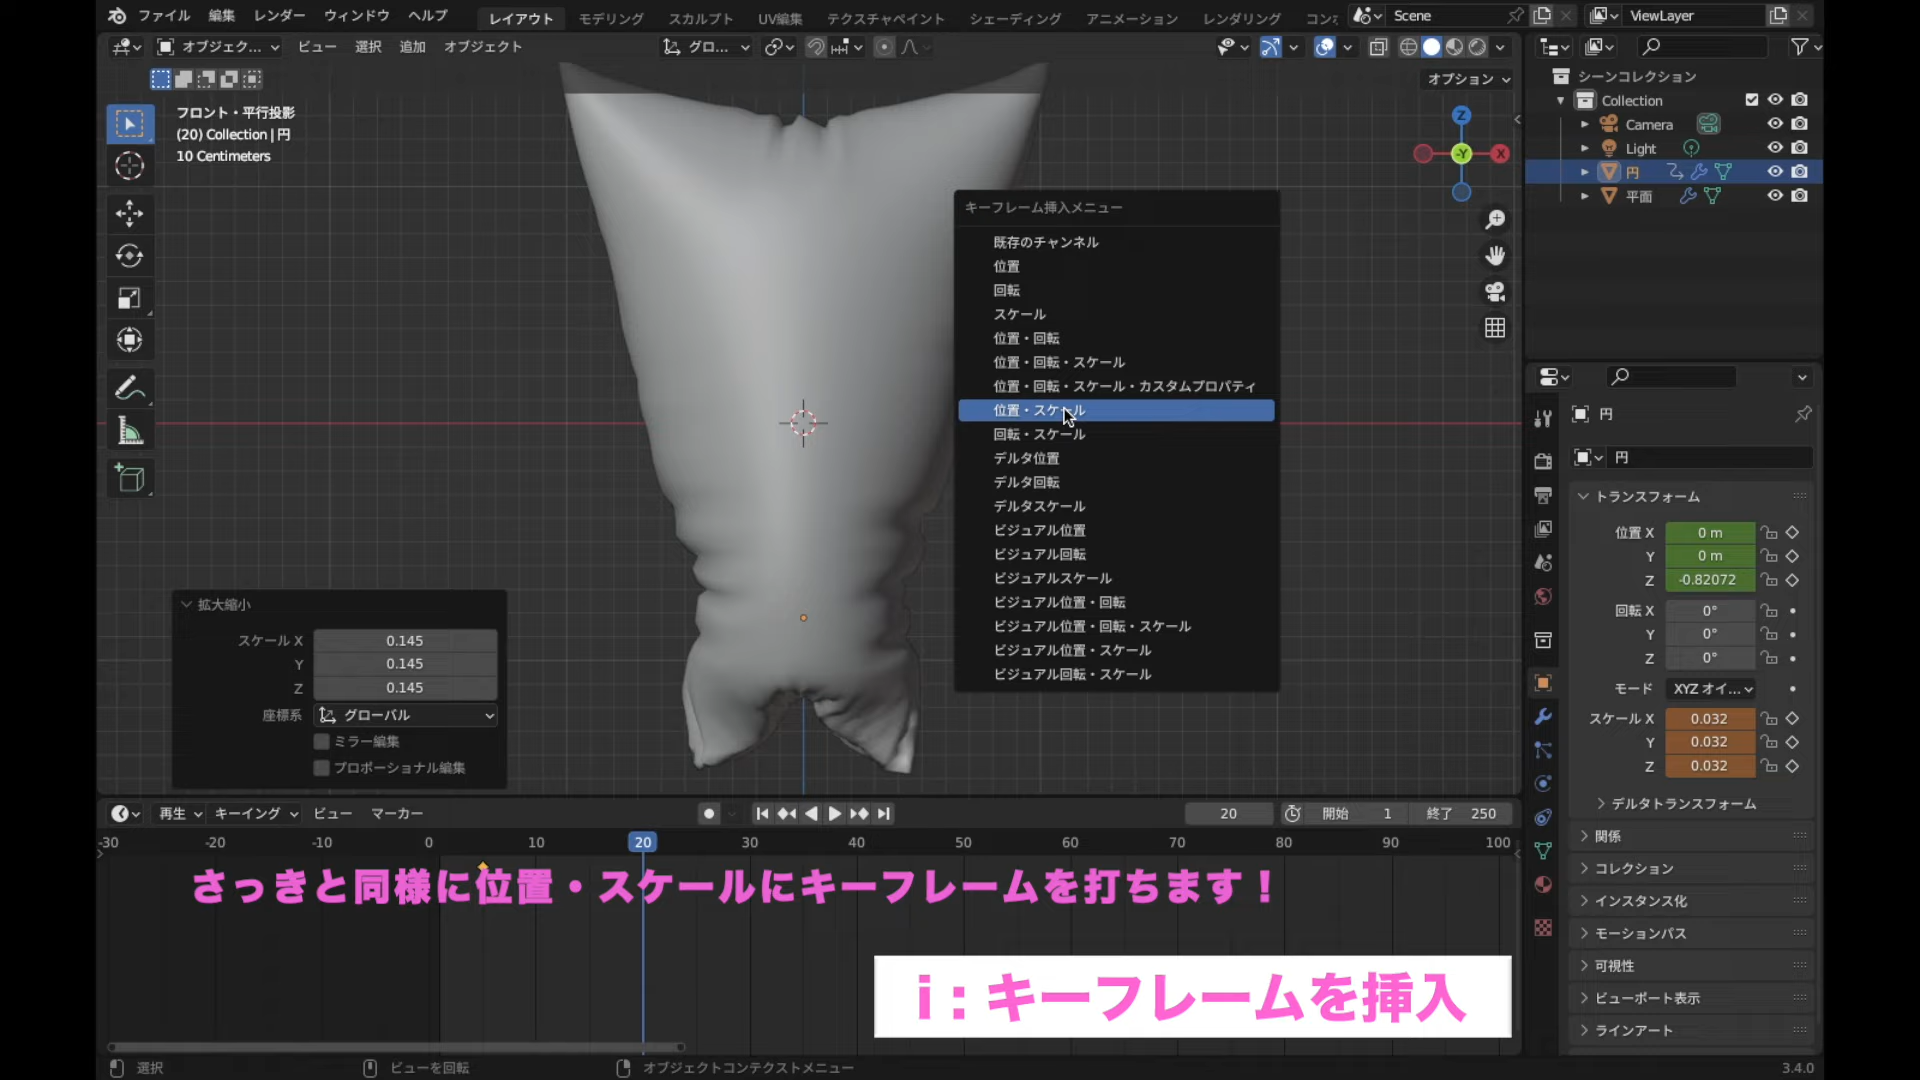 ファイル 編集 レンダー ウィンドウ ヘルプ レイアウト モデリング スカルプト UV編集 テクスチャペイント シェーディング アニメーション レンダリング Scene ViewLayer
オブジェク... ビュー 選択 追加 オブジェクト グロ...
オプション
フロント・平行投影
(20) Collection | 円
10 Centimeters
Z
-Y
X
キーフレーム挿入メニュー
既存のチャンネル
位置
回転
スケール
位置・回転
位置・回転・スケール
位置・回転・スケール・カスタムプロパティ
位置・スケール
回転・スケール
デルタ位置
デルタ回転
デルタスケール
ビジュアル位置
ビジュアル回転
ビジュアルスケール
ビジュアル位置・回転
ビジュアル位置・回転・スケール
ビジュアル位置・スケール
ビジュアル回転・スケール
拡大縮小
スケール X 0.145
Y 0.145
Z 0.145
座標系 グローバル
ミラー編集
プロポーショナル編集
シーンコレクション
Collection
Camera
Light
円
平面
円
円
トランスフォーム
位置 X 0 m
Y 0 m
Z -0.82072
回転 X 0°
Y 0°
Z 0°
モード XYZ オイ...
スケール X 0.032
Y 0.032
Z 0.032
デルタトランスフォーム
関係
コレクション
インスタンス化
モーションパス
可視性
ビューポート表示
ラインアート
再生 キーイング ビュー マーカー 20 開始 1 終了 250
-30 -20 -10 0 10 20 30 40 50 60 70 80 90 100
さっきと同様に位置・スケールにキーフレームを打ちます！
i：キーフレームを挿入
選択 ビューを回転 オブジェクトコンテクストメニュー 3.4.0